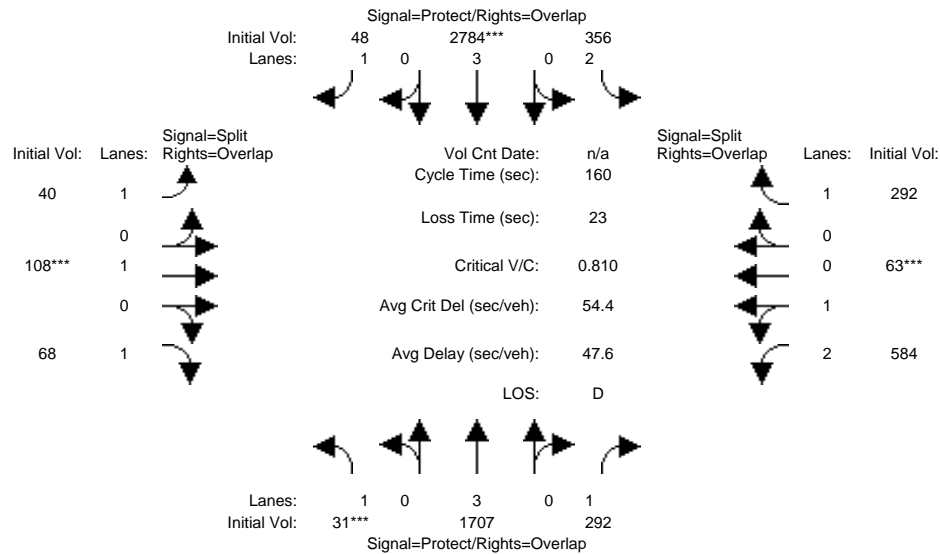 Signal=Protect/Rights=Overlap
Initial Vol: 48 2784*** 356
Lanes: 1 0 3 0 2
Signal=Split
Initial Vol: Lanes: Rights=Overlap
Vol Cnt Date: n/a
Signal=Split
Rights=Overlap Lanes: Initial Vol:
Cycle Time (sec): 160
40 1
1 292
Loss Time (sec): 23
0
0
108*** 1
Critical V/C: 0.810
0 63***
0
Avg Crit Del (sec/veh): 54.4
1
68 1
Avg Delay (sec/veh): 47.6
2 584
LOS: D
Lanes: 1 0 3 0 1
Initial Vol: 31*** 1707 292
Signal=Protect/Rights=Overlap